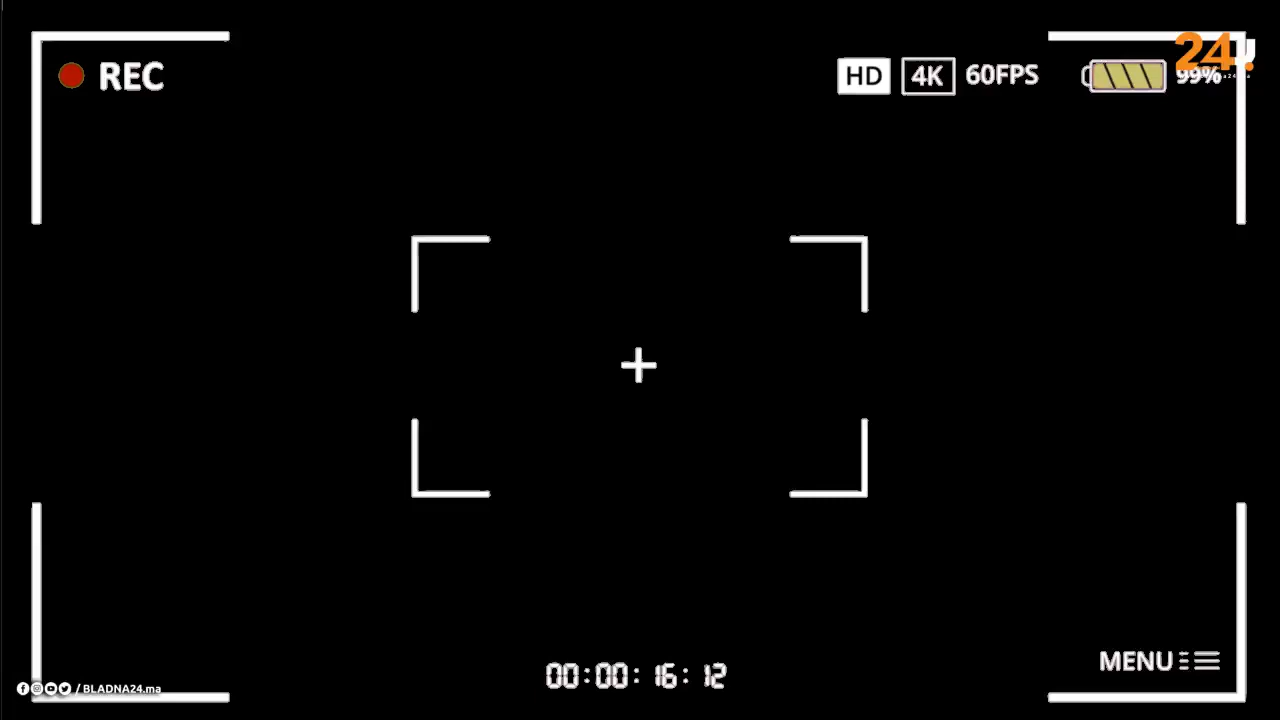 REC
HD 4K 60FPS 99%
24
00:00:16:12
MENU
/ BLADNA24.ma